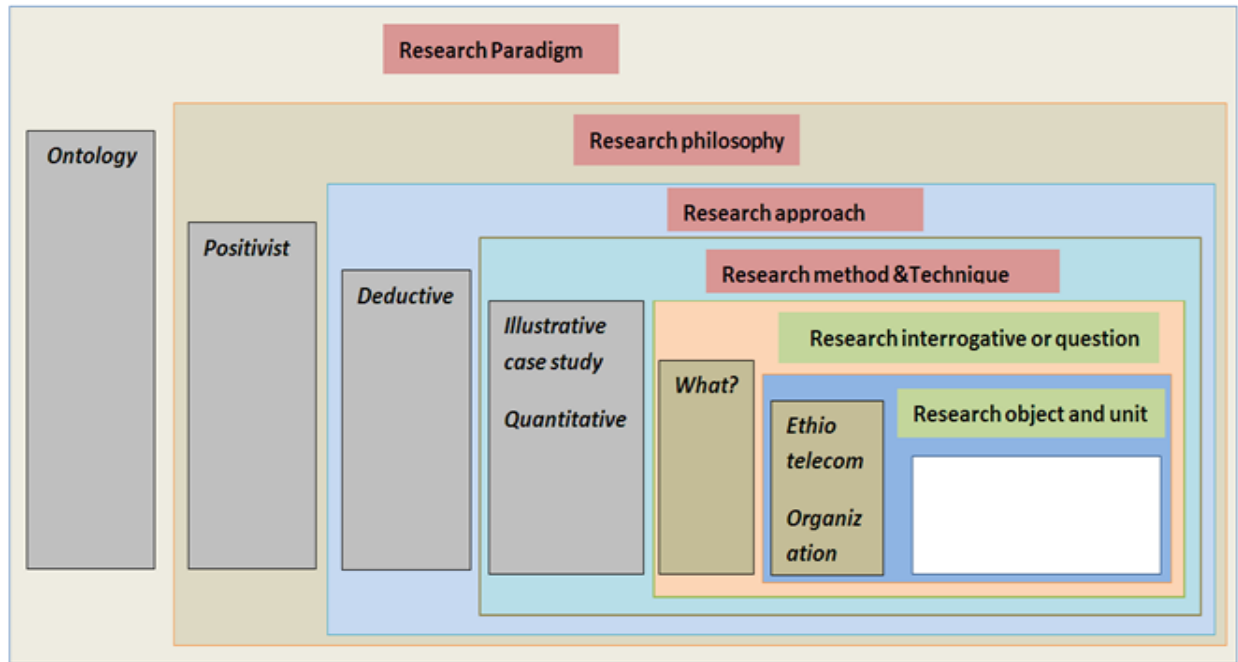 Research Paradigm
Ontology
Research philosophy
Positivist
Research approach
Deductive
Research method &Technique
Illustrative
case study
Quantitative
Research interrogative or question
What?
Research object and unit
Ethio
telecom
Organiz
ation